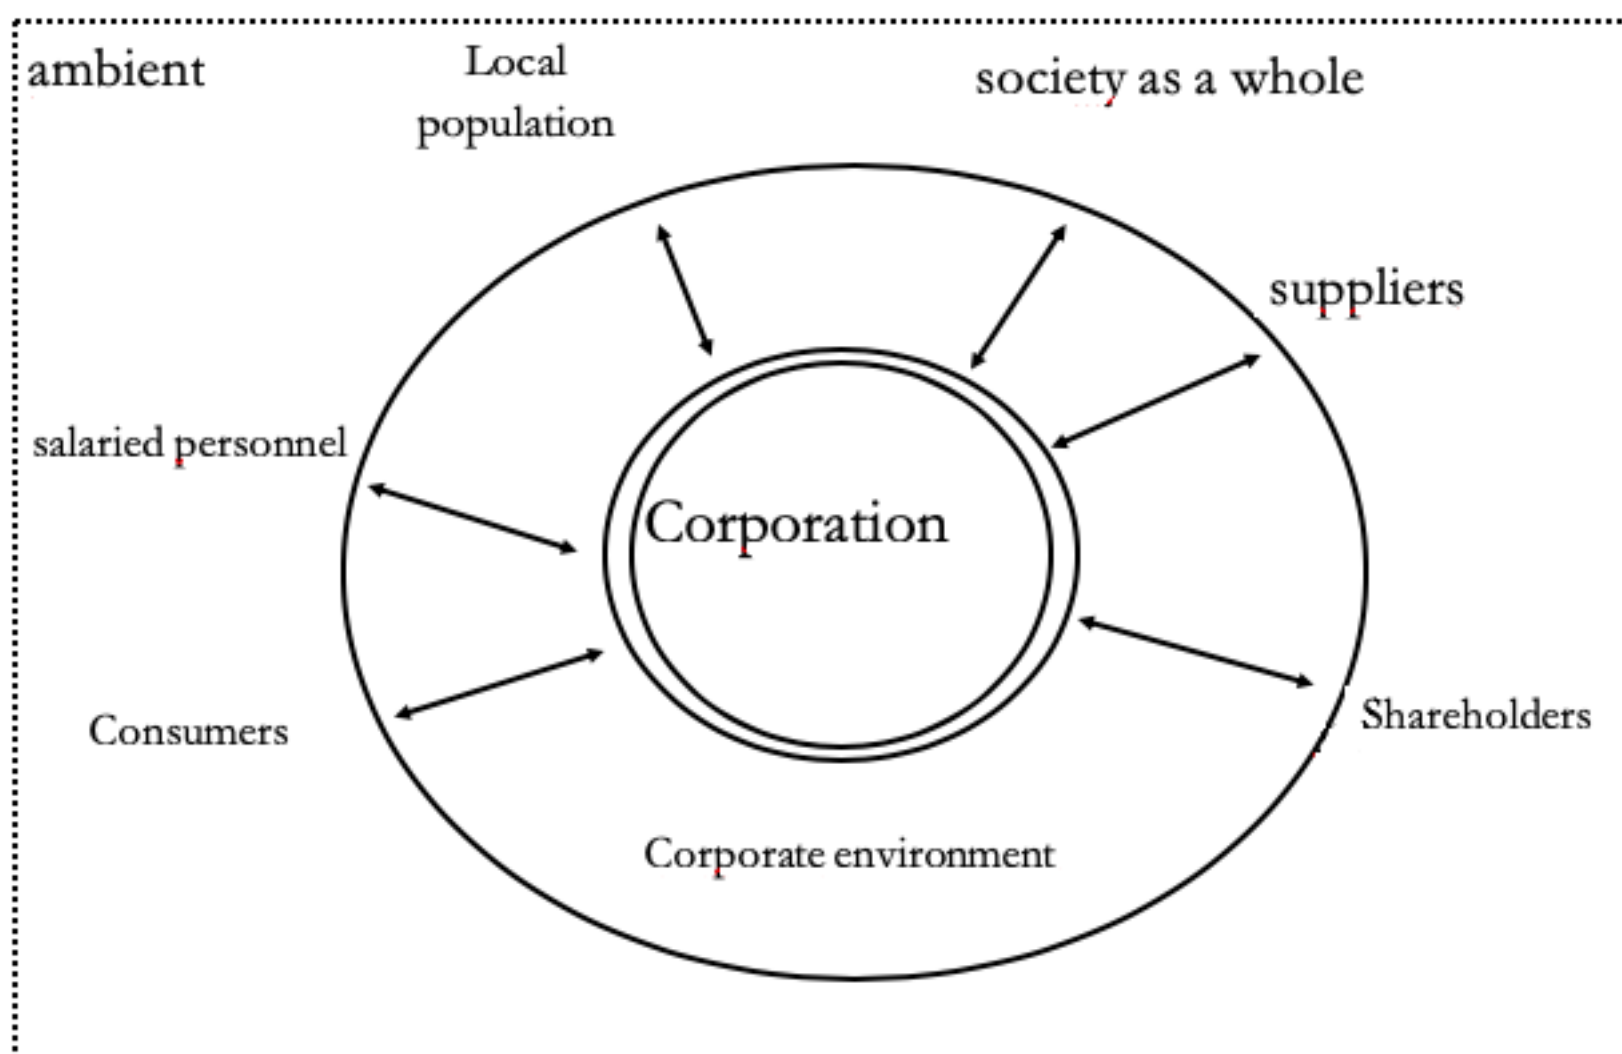 ambient
Local
population
society as a whole
suppliers
salaried personnel
Corporation
Consumers
Shareholders
Corporate environment